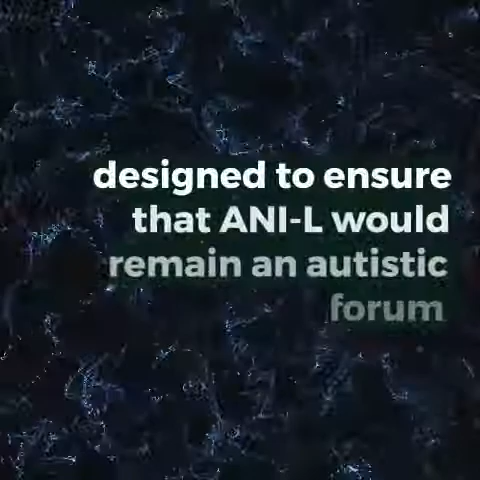 designed to ensure
that ANI-L would
remain an autistic
forum